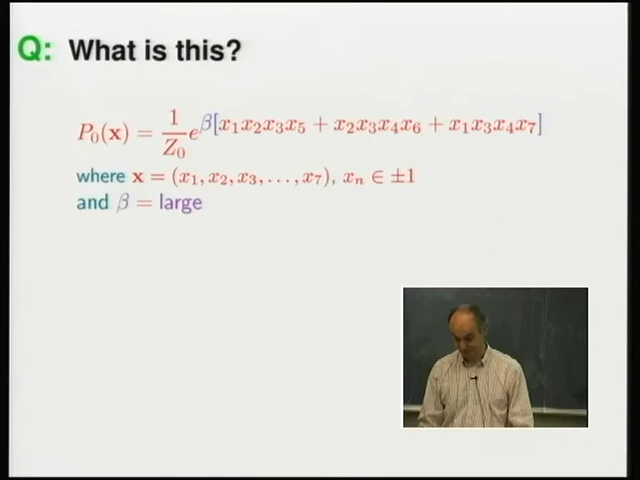 Q: What is this?
P₀(x) = 1/Z₀ e^{β[x₁x₂x₃x₅ + x₂x₃x₄x₆ + x₁x₃x₄x₇]}
where x = (x₁, x₂, x₃, . . . , x₇), xₙ ∈ ±1
and β = large